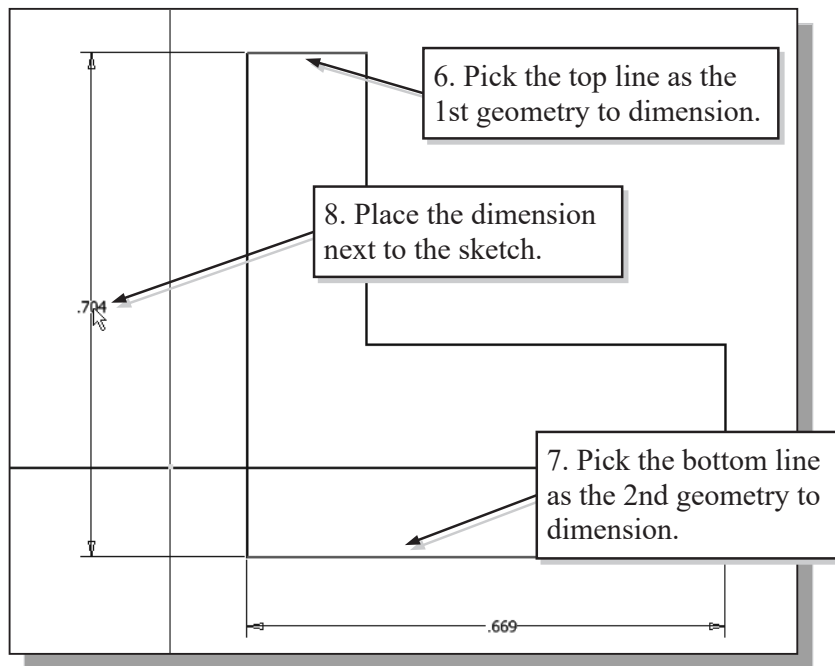 6. Pick the top line as the
1st geometry to dimension.
8. Place the dimension
next to the sketch.
.704
7. Pick the bottom line
as the 2nd geometry to
dimension.
.669